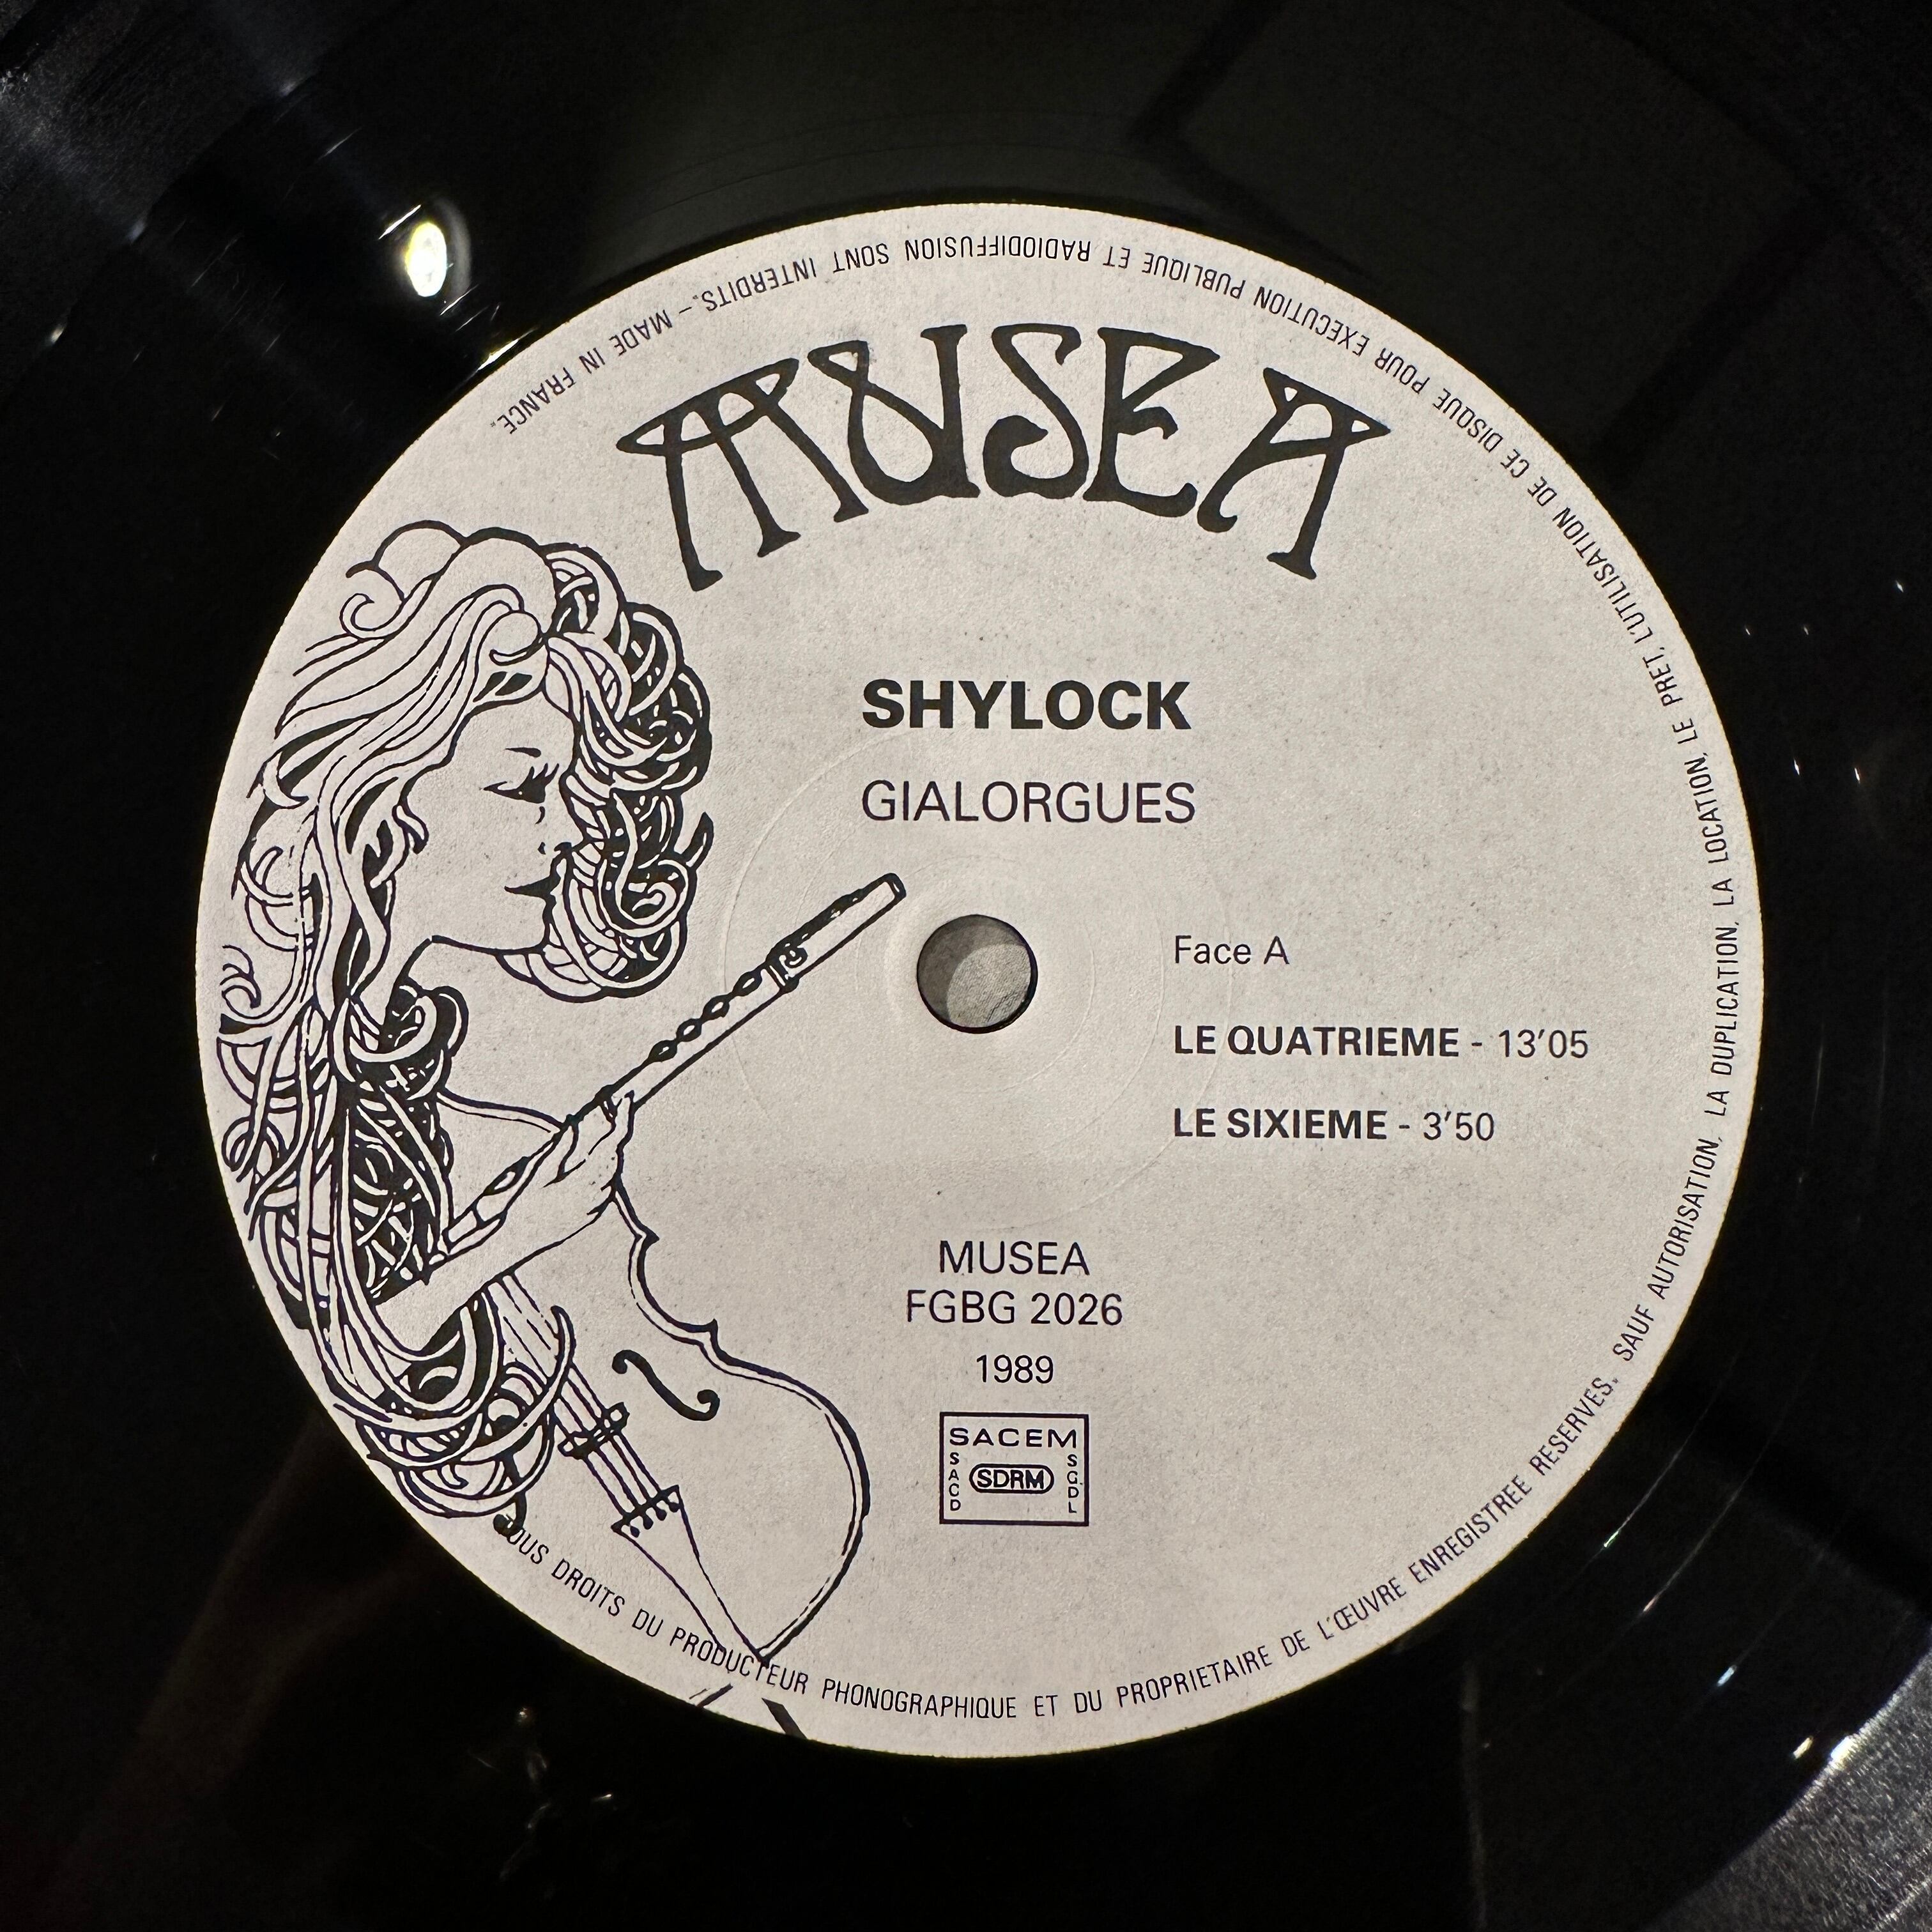 MUSEA
SHYLOCK
GIALORGUES
Face A
LE QUATRIEME - 13'05
LE SIXIEME - 3'50
MUSEA
FGBG 2026
1989
SACEM
SACD
SDRM
SGDL
TOUS DROITS DU PRODUCTEUR PHONOGRAPHIQUE ET DU PROPRIETAIRE DE L'ŒUVRE ENREGISTREE RESERVES. SAUF AUTORISATION, LA DUPLICATION, LA LOCATION, LE PRET, L'UTILISATION DE CE DISQUE POUR EXECUTION PUBLIQUE ET RADIODIFFUSION SONT INTERDITS. – MADE IN FRANCE.